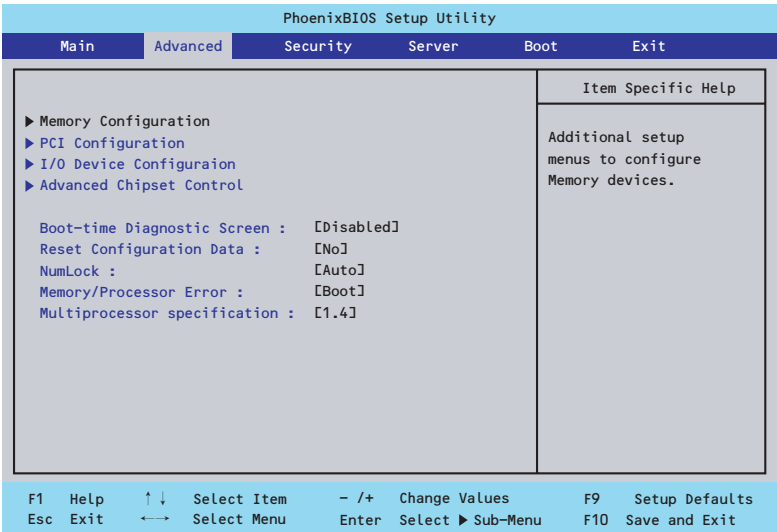 PhoenixBIOS Setup Utility
Main Advanced Security Server Boot Exit
Item Specific Help
▶ Memory Configuration
▶ PCI Configuration
▶ I/O Device Configuraion
▶ Advanced Chipset Control
Additional setup
menus to configure
Memory devices.
Boot-time Diagnostic Screen : [Disabled]
Reset Configuration Data : [No]
NumLock : [Auto]
Memory/Processor Error : [Boot]
Multiprocessor specification : [1.4]
F1 Help ↑↓ Select Item - /+ Change Values F9 Setup Defaults
Esc Exit ←→ Select Menu Enter Select ▶ Sub-Menu F10 Save and Exit